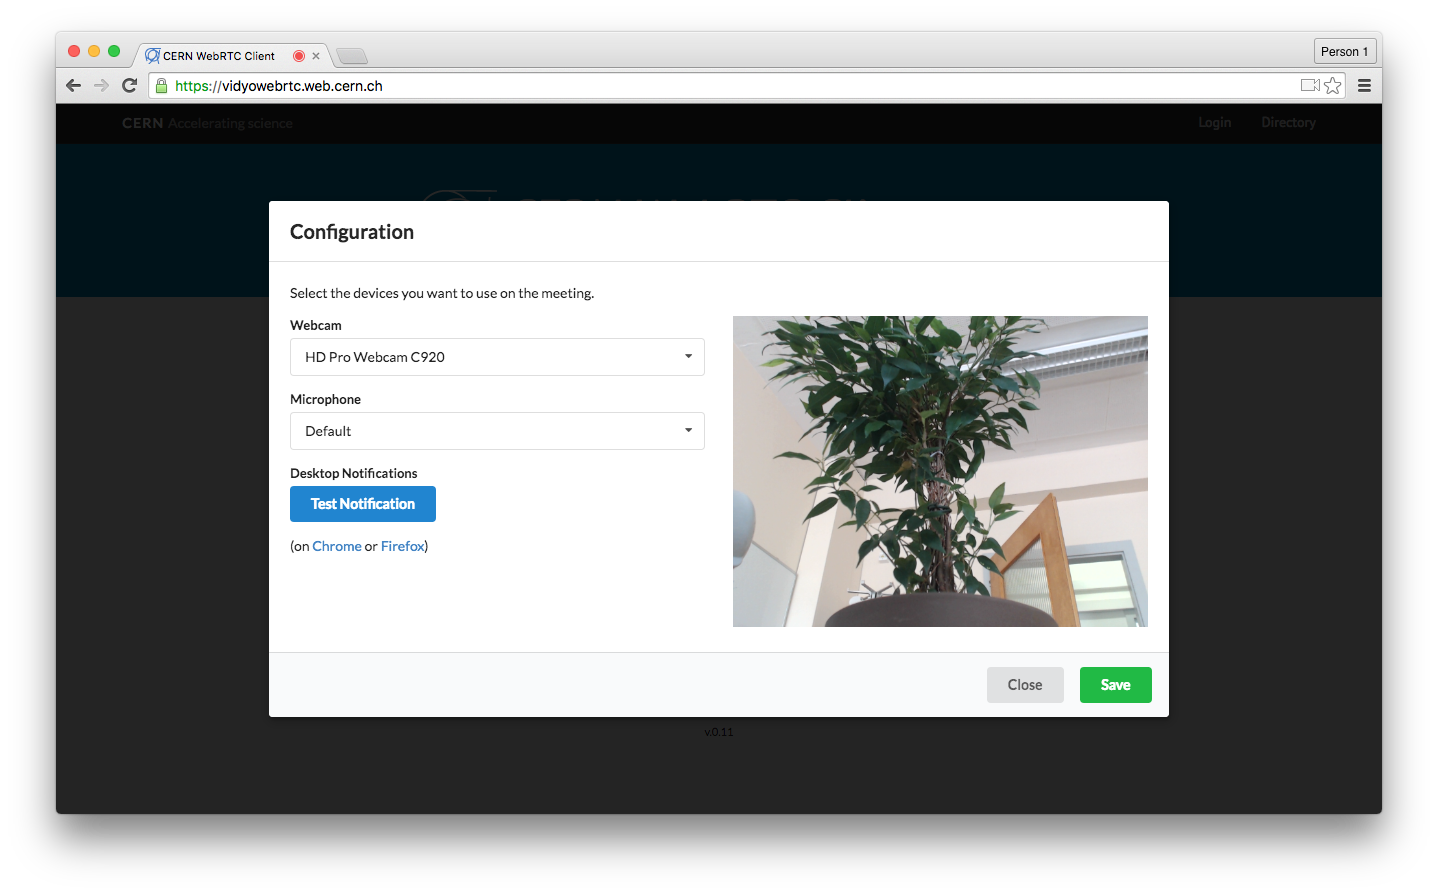 CERN WebRTC Client
Person 1
https://vidyowebrtc.web.cern.ch
CERN Accelerating science
Login
Directory
Configuration
Select the devices you want to use on the meeting.
Webcam
HD Pro Webcam C920
Microphone
Default
Desktop Notifications
Test Notification
(on Chrome or Firefox)
Close
Save
v.0.11